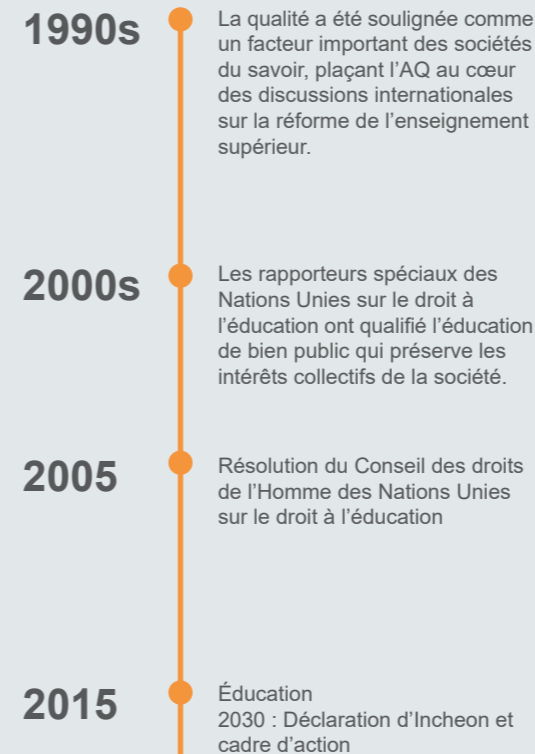 1990s
La qualité a été soulignée comme
un facteur important des sociétés
du savoir, plaçant l’AQ au cœur
des discussions internationales
sur la réforme de l’enseignement
supérieur.
2000s
Les rapporteurs spéciaux des
Nations Unies sur le droit à
l’éducation ont qualifié l’éducation
de bien public qui préserve les
intérêts collectifs de la société.
2005
Résolution du Conseil des droits
de l’Homme des Nations Unies
sur le droit à l’éducation
2015
Éducation
2030 : Déclaration d’Incheon et
cadre d’action